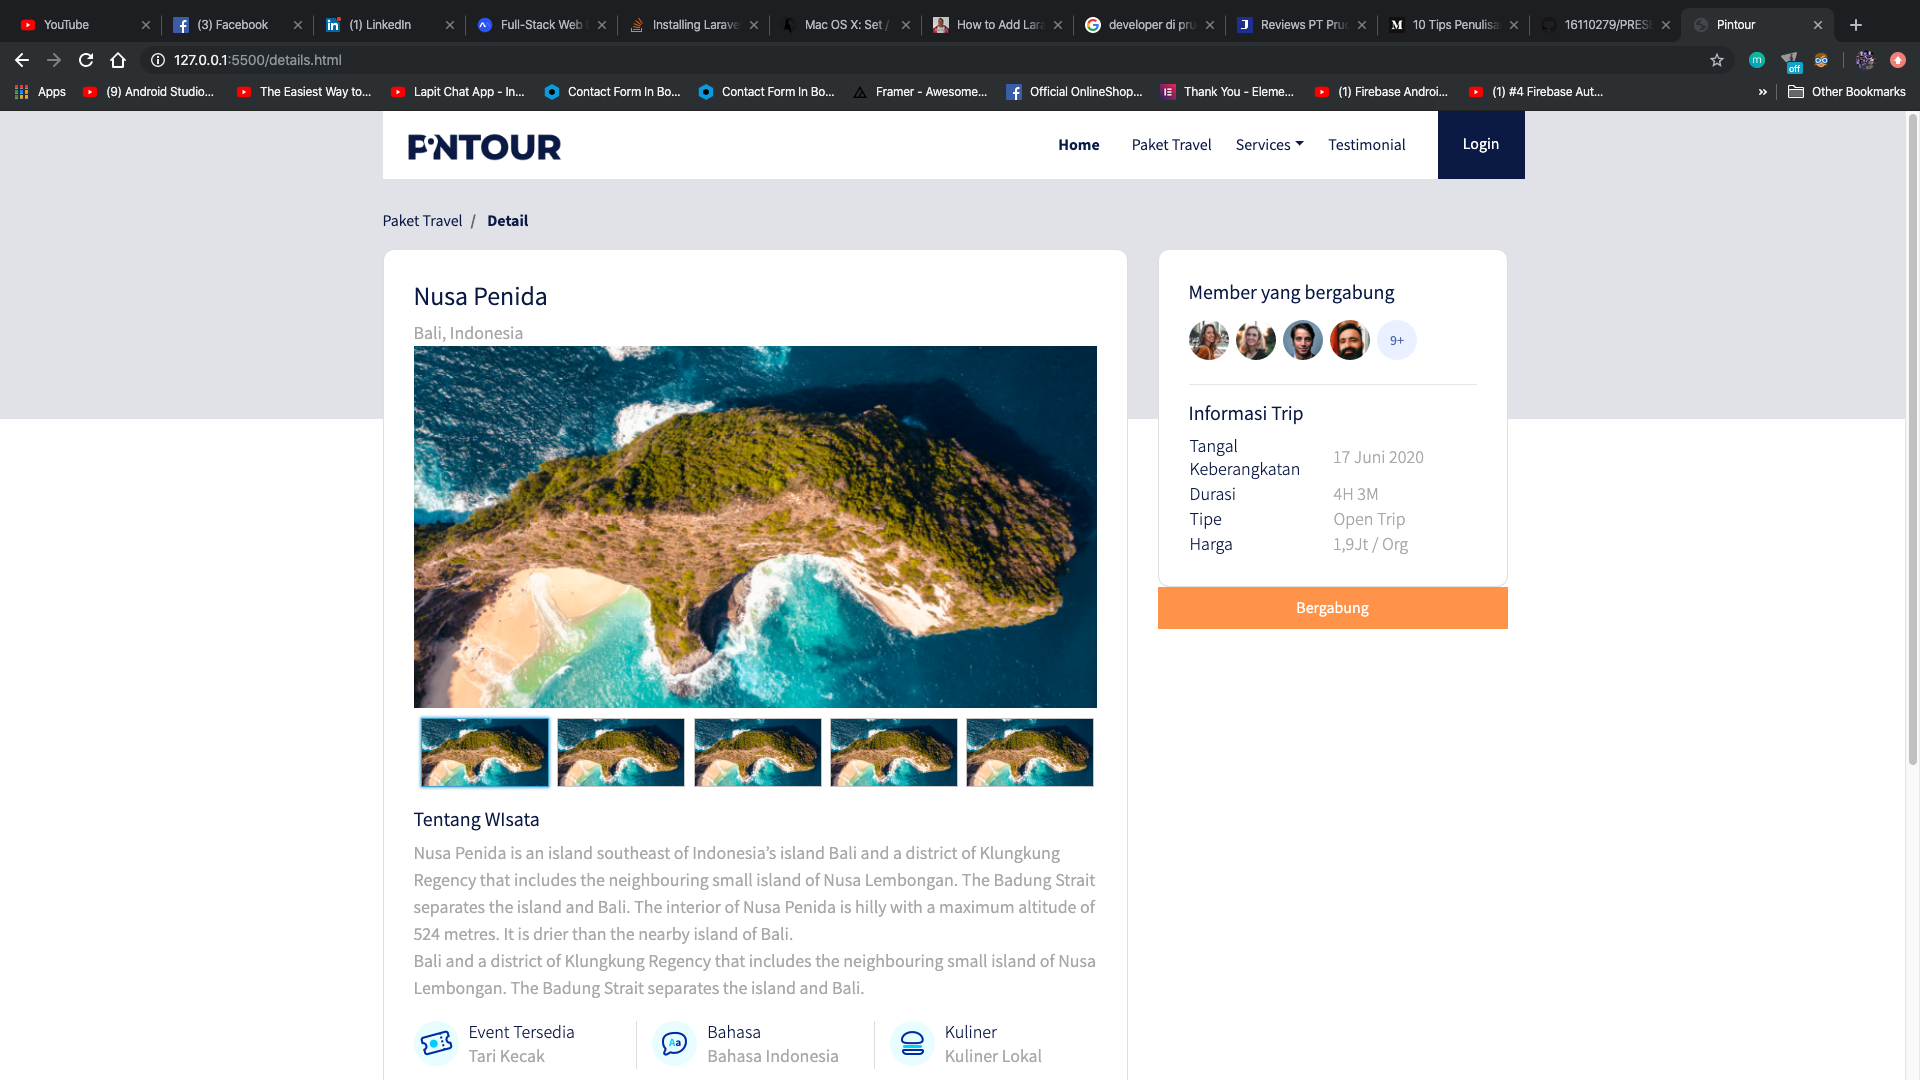 YouTube
(3) Facebook
(1) LinkedIn
Full-Stack Web
Installing Larave
Mac OS X: Set /
How to Add Lara
developer di pru
Reviews PT Pruc
10 Tips Penulisa
16110279/PRESE
Pintour
127.0.0.1:5500/details.html
off
Apps
(9) Android Studio...
The Easiest Way to...
Lapit Chat App - In...
Contact Form In Bo...
Contact Form In Bo...
Framer - Awesome...
Official OnlineShop...
Thank You - Eleme...
(1) Firebase Androi...
(1) #4 Firebase Aut...
»
Other Bookmarks
PINTOUR
Home
Paket Travel
Services
Testimonial
Login
Paket Travel / Detail
Nusa Penida
Bali, Indonesia
Tentang WIsata
Nusa Penida is an island southeast of Indonesia’s island Bali and a district of Klungkung
Regency that includes the neighbouring small island of Nusa Lembongan. The Badung Strait
separates the island and Bali. The interior of Nusa Penida is hilly with a maximum altitude of
524 metres. It is drier than the nearby island of Bali.
Bali and a district of Klungkung Regency that includes the neighbouring small island of Nusa
Lembongan. The Badung Strait separates the island and Bali.
Event Tersedia
Tari Kecak
Aa
Bahasa
Bahasa Indonesia
Kuliner
Kuliner Lokal
Member yang bergabung
9+
Informasi Trip
Tangal
Keberangkatan
17 Juni 2020
Durasi
4H 3M
Tipe
Open Trip
Harga
1,9Jt / Org
Bergabung